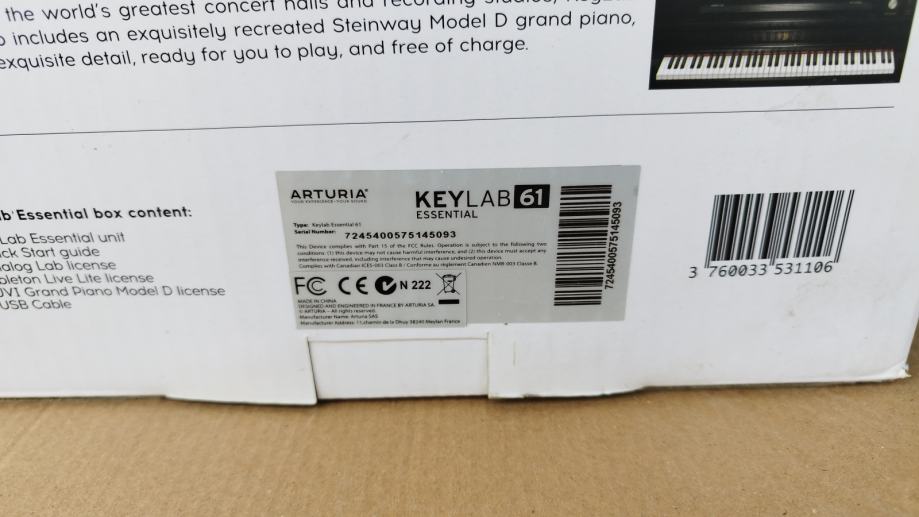 the world's greatest concert halls and recording studios,
includes an exquisitely recreated Steinway Model D grand piano,
exquisite detail, ready for you to play, and free of charge.
Essential box content:
Lab Essential unit
Start guide
Lab license
Ableton Live Lite license
Grand Piano Model D license
USB Cable
ARTURIA®
YOUR EXPERIENCE · YOUR SOUND
KEYLAB 61
ESSENTIAL
Type: Keylab Essential 61
Serial Number: 7245400575145093
This Device complies with Part 15 of the FCC Rules. Operation is subject to the following two
conditions: (1) this device may not cause harmful interference; and (2) this device must accept any
interference received, including interference that may cause undesired operation.
Complies with Canadian ICES-003 Class B / Conforme au règlement Canadien NMB-003 Classe B.
FC CE N 222
MADE IN CHINA
DESIGNED AND ENGINEERED IN FRANCE BY ARTURIA SA.
© ARTURIA - All rights reserved.
Manufacturer Name: Arturia SAS
Manufacturer Address: 11,chemin de la Dhuy 38240 Meylan France
7245400575145093
3 760033 531106